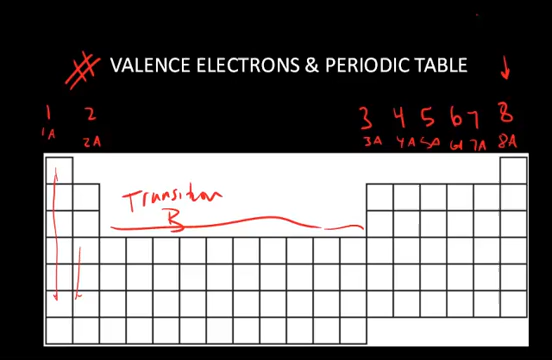 # VALENCE ELECTRONS & PERIODIC TABLE
1 2 3 4 5 6 7 8
1A 2A 3A 4A 5A 6A 7A 8A
Transition
B